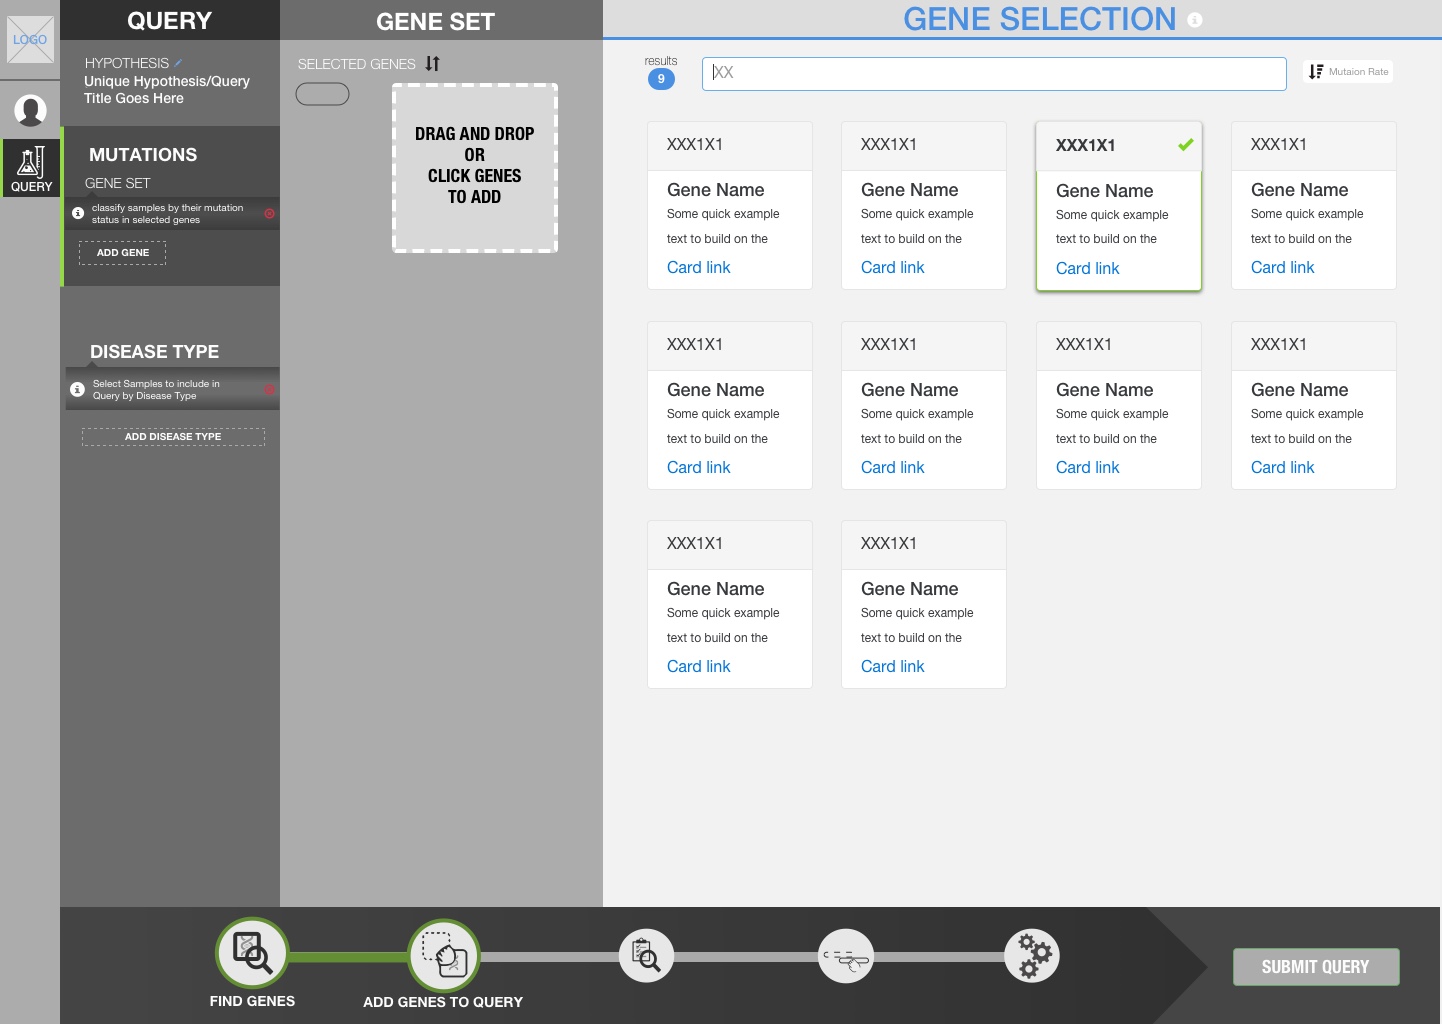 LOGO
QUERY
QUERY
HYPOTHESIS
Unique Hypothesis/Query
Title Goes Here
MUTATIONS
GENE SET
classify samples by their mutation
status in selected genes
ADD GENE
DISEASE TYPE
Select Samples to include in
Query by Disease Type
ADD DISEASE TYPE
GENE SET
SELECTED GENES
DRAG AND DROP
OR
CLICK GENES
TO ADD
GENE SELECTION
results
9
XX
Mutaion Rate
XXX1X1
Gene Name
Some quick example
text to build on the
Card link
XXX1X1
Gene Name
Some quick example
text to build on the
Card link
XXX1X1
Gene Name
Some quick example
text to build on the
Card link
XXX1X1
Gene Name
Some quick example
text to build on the
Card link
XXX1X1
Gene Name
Some quick example
text to build on the
Card link
XXX1X1
Gene Name
Some quick example
text to build on the
Card link
XXX1X1
Gene Name
Some quick example
text to build on the
Card link
XXX1X1
Gene Name
Some quick example
text to build on the
Card link
XXX1X1
Gene Name
Some quick example
text to build on the
Card link
XXX1X1
Gene Name
Some quick example
text to build on the
Card link
FIND GENES
ADD GENES TO QUERY
SUBMIT QUERY